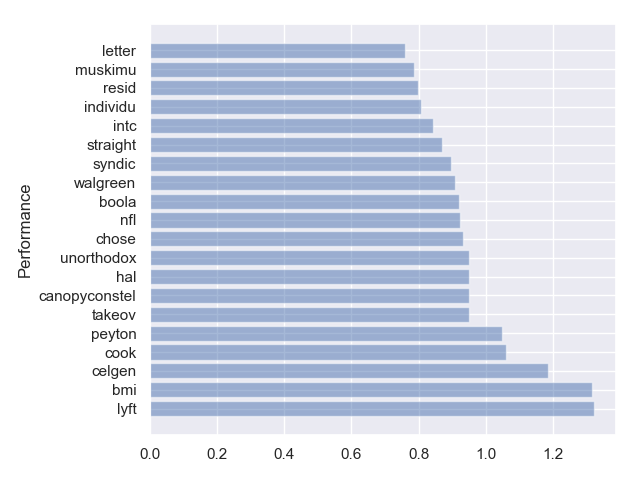 letter
muskimu
resid
individu
intc
straight
syndic
walgreen
boola
nfl
chose
unorthodox
hal
canopyconstel
takeov
peyton
cook
celgen
bmi
lyft
Performance
0.0 0.2 0.4 0.6 0.8 1.0 1.2